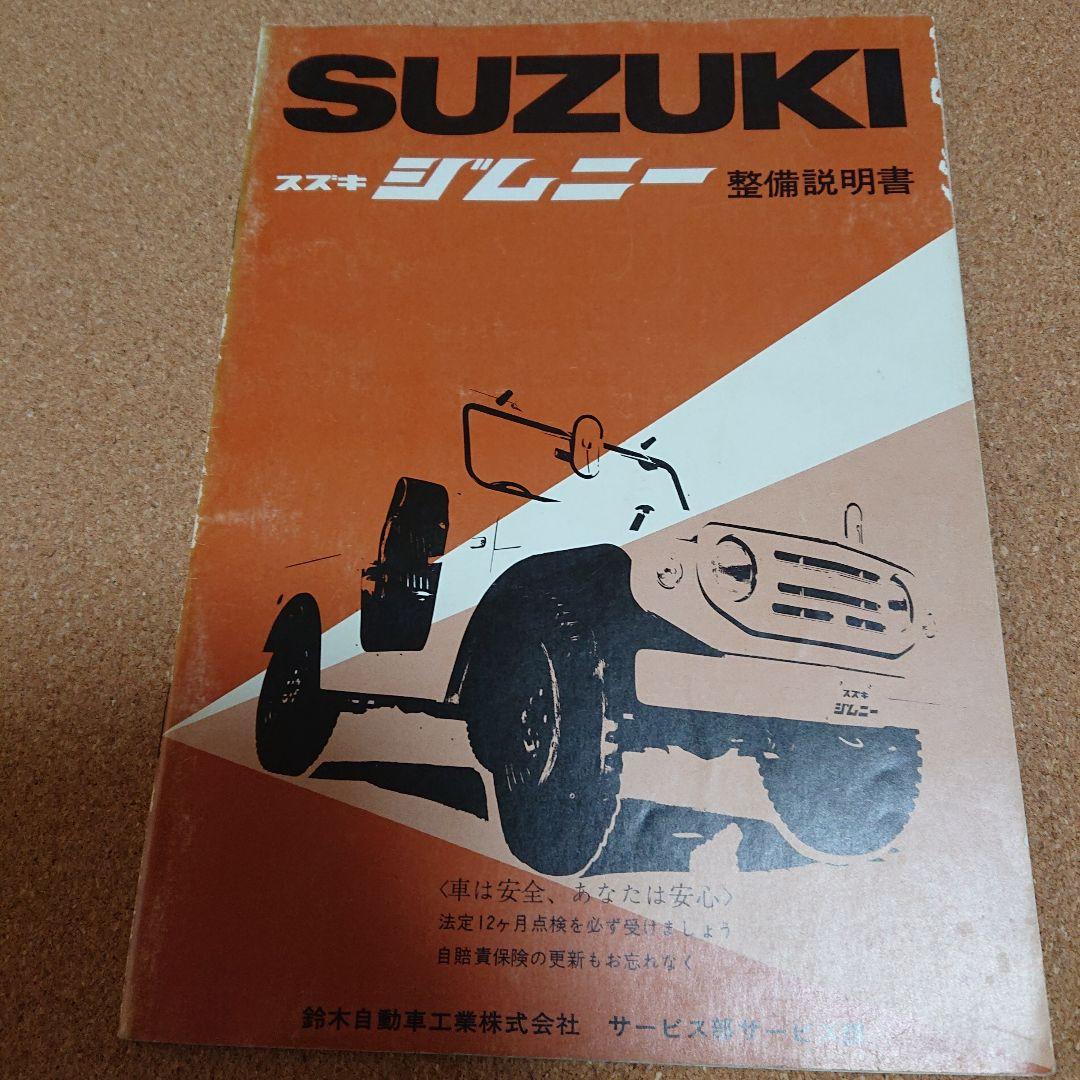 SUZUKI
スズキ ジムニー 整備説明書
スズキ
ジムニー
〈車は安全、あなたは安心〉
法定12ヶ月点検を必ず受けましょう
自賠責保険の更新もお忘れなく
鈴木自動車工業株式会社 サービス部サービス課